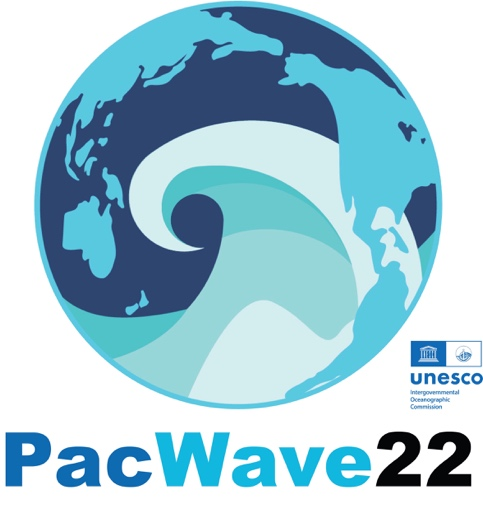 unesco
Intergovernmental
Oceanographic
Commission
PacWave22